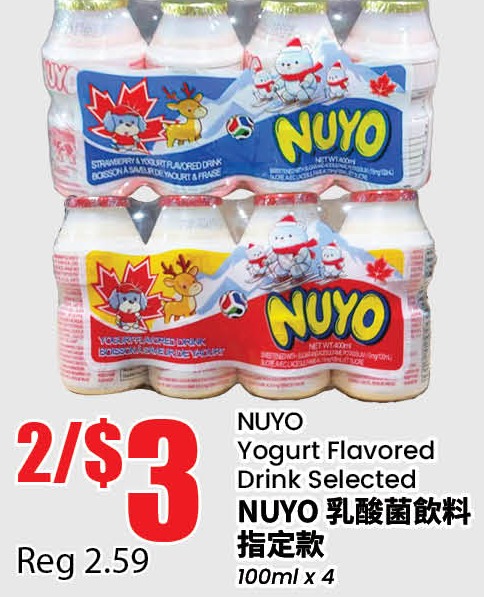 NUYO
STRAWBERRY & YOGURT FLAVORED DRINK
BOISSON À SAVEUR DE YAOURT & FRAISE
NUYO
NET WT 400ml
NUYO
YOGURT FLAVORED DRINK
BOISSON À SAVEUR DE YAOURT
NET WT 400ml
2/$3
Reg 2.59
NUYO
Yogurt Flavored
Drink Selected
NUYO 乳酸菌飲料
指定款
100ml x 4